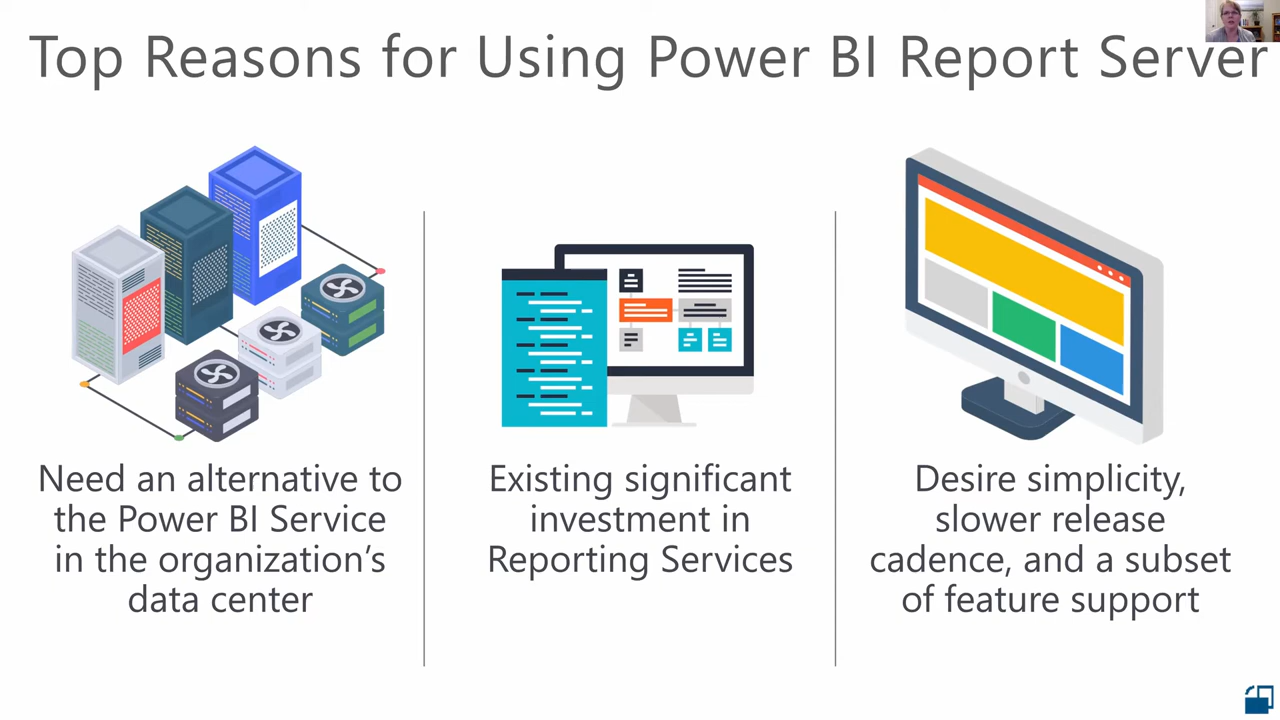 Top Reasons for Using Power BI Report Server
Need an alternative to
the Power BI Service
in the organization's
data center
Existing significant
investment in
Reporting Services
Desire simplicity,
slower release
cadence, and a subset
of feature support